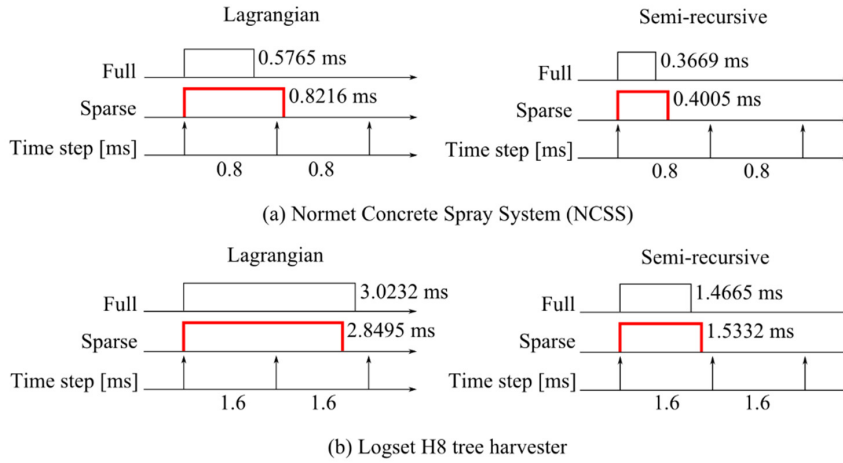 Lagrangian Semi-recursive
Full 0.5765 ms 0.3669 ms
Full
Sparse 0.8216 ms 0.4005 ms
Sparse
Time step [ms] Time step [ms]
0.8 0.8 0.8 0.8
(a) Normet Concrete Spray System (NCSS)
Lagrangian Semi-recursive
Full 3.0232 ms Full 1.4665 ms
Sparse 2.8495 ms Sparse 1.5332 ms
Time step [ms] Time step [ms]
1.6 1.6 1.6 1.6
(b) Logset H8 tree harvester